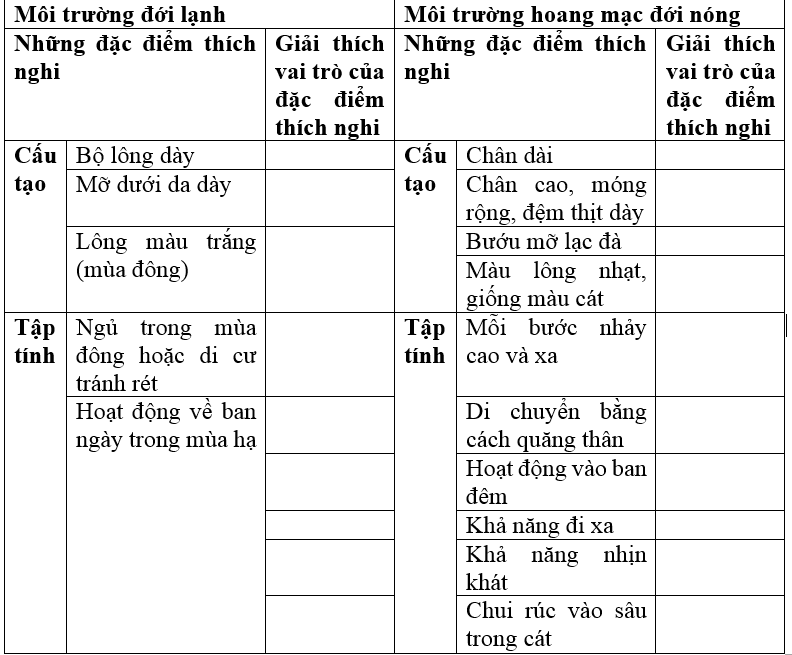 Môi trường đới lạnh
Môi trường hoang mạc đới nóng
Những đặc điểm thích
nghi
Giải thích
vai trò của
đặc điểm
thích nghi
Những đặc điểm thích
nghi
Giải thích
vai trò của
đặc điểm
thích nghi
Cấu
tạo
Bộ lông dày
Mỡ dưới da dày
Lông màu trắng
(mùa đông)
Cấu
tạo
Chân dài
Chân cao, móng
rộng, đệm thịt dày
Bướu mỡ lạc đà
Màu lông nhạt,
giống màu cát
Tập
tính
Ngủ trong mùa
đông hoặc di cư
tránh rét
Hoạt động về ban
ngày trong mùa hạ
Tập
tính
Mỗi bước nhảy
cao và xa
Di chuyển bằng
cách quăng thân
Hoạt động vào ban
đêm
Khả năng đi xa
Khả năng nhịn
khát
Chui rúc vào sâu
trong cát